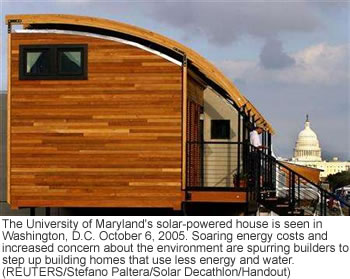 The University of Maryland's solar-powered house is seen in
Washington, D.C. October 6, 2005. Soaring energy costs and
increased concern about the environment are spurring builders to
step up building homes that use less energy and water.
(REUTERS/Stefano Paltera/Solar Decathlon/Handout)